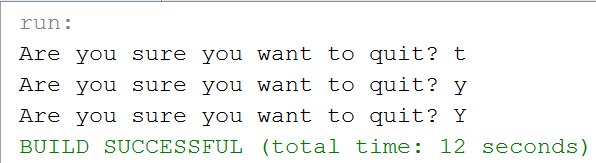 run:
Are you sure you want to quit? t
Are you sure you want to quit? y
Are you sure you want to quit? Y
BUILD SUCCESSFUL (total time: 12 seconds)